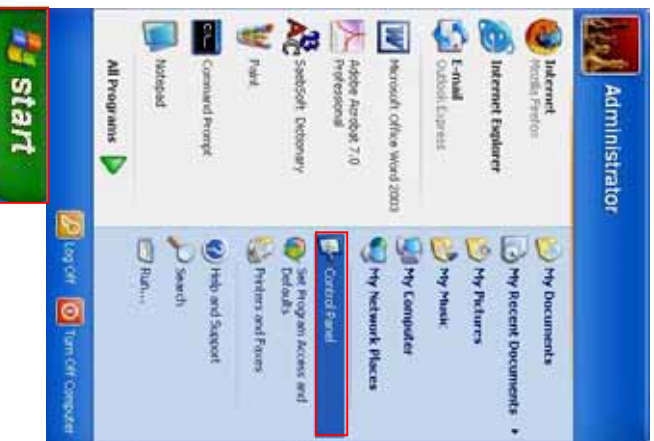 Administrator
Internet
Mozilla Firefox
Internet Explorer
E-mail
Outlook Express
Microsoft Office Word 2003
Adobe Acrobat 7.0
Professional
SaebSoft Dictionary
Paint
Command Prompt
Notepad
All Programs
My Documents
My Recent Documents
My Pictures
My Music
My Computer
My Network Places
Control Panel
Set Program Access and
Defaults
Printers and Faxes
Help and Support
Search
Run...
Log Off
Turn Off Computer
start